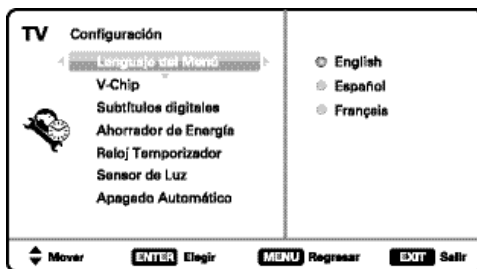 TV Configuración
Lenguaje del Menú
V-Chip
Subtítulos digitales
Ahorrador de Energía
Reloj Temporizador
Sensor de Luz
Apagado Automático
English
Español
Français
Mover ENTER Elegir MENU Regresar EXIT Salir